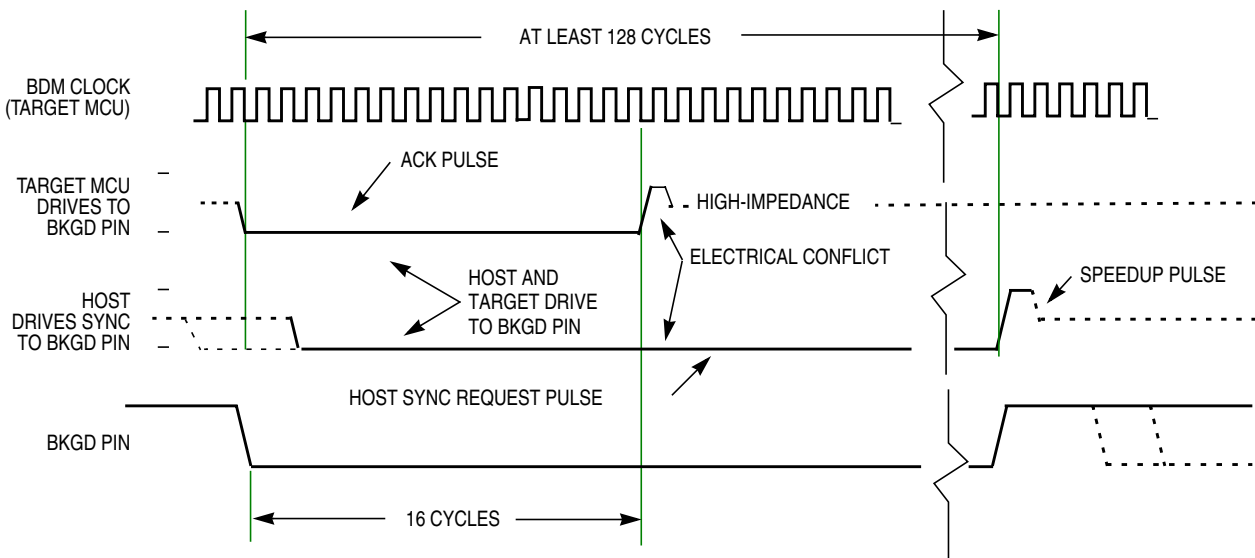 AT LEAST 128 CYCLES
BDM CLOCK
(TARGET MCU)
ACK PULSE
TARGET MCU
DRIVES TO
BKGD PIN
HIGH-IMPEDANCE
ELECTRICAL CONFLICT
HOST AND
TARGET DRIVE
TO BKGD PIN
SPEEDUP PULSE
HOST
DRIVES SYNC
TO BKGD PIN
HOST SYNC REQUEST PULSE
BKGD PIN
16 CYCLES